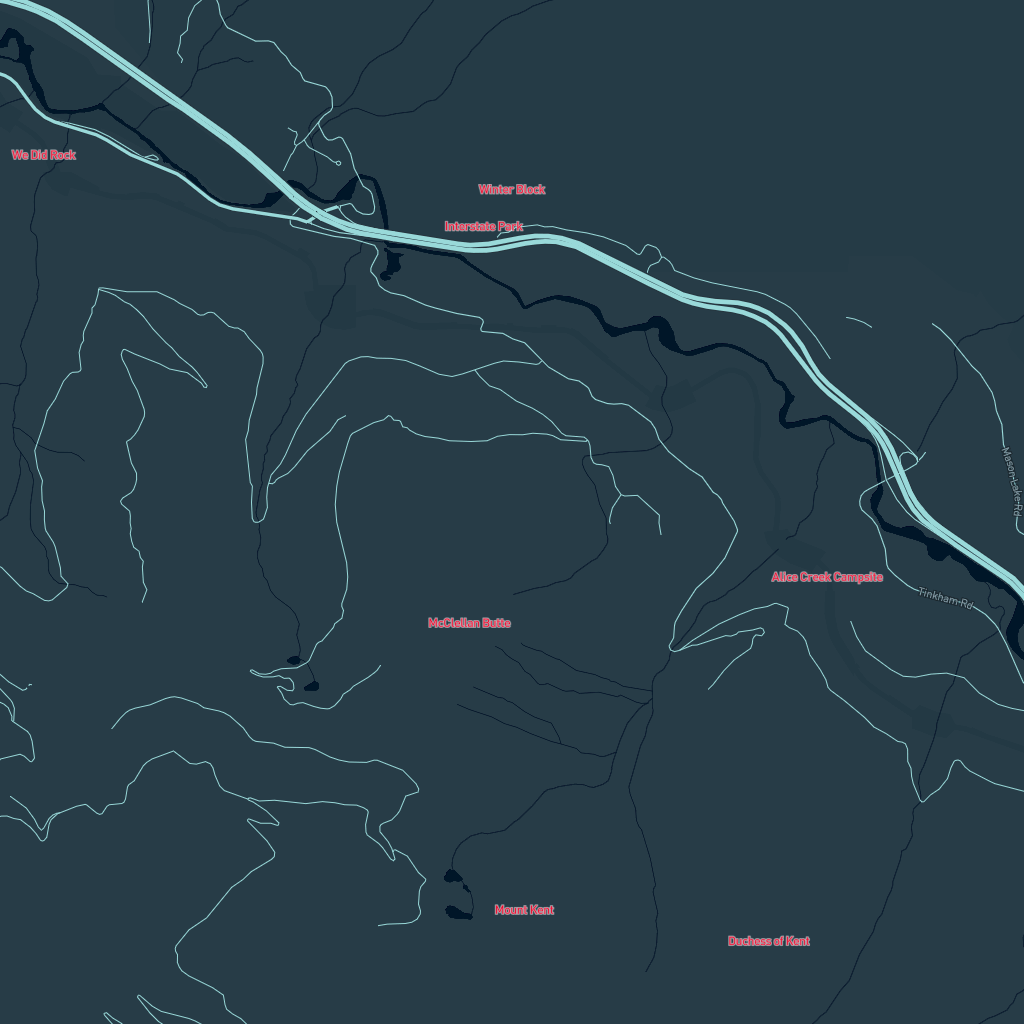 We Did Rock
Winter Block
Interstate Park
Mason Lake Rd
Alice Creek Campsite
Tinkham Rd
McClellan Butte
Mount Kent
Duchess of Kent